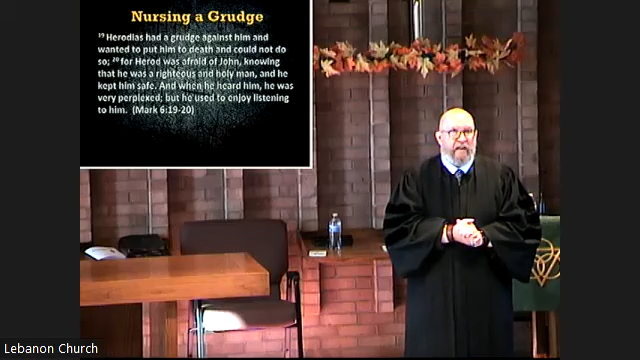 Nursing a Grudge
19 Herodias had a grudge against him and
wanted to put him to death and could not do
so; 20 for Herod was afraid of John, knowing
that he was a righteous and holy man, and he
kept him safe. And when he heard him, he was
very perplexed; but he used to enjoy listening
to him. (Mark 6:19-20)
Lebanon Church